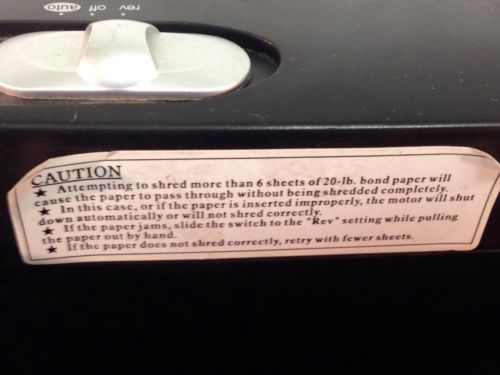 auto off rev
CAUTION
★ Attempting to shred more than 6 sheets of 20-lb. bond paper will
cause the paper to pass through without being shredded completely.
★ In this case, or if the paper is inserted improperly, the motor will shut
down automatically or will not shred correctly.
★ If the paper jams, slide the switch to the "Rev" setting while pulling
the paper out by hand.
★ If the paper does not shred correctly, retry with fewer sheets.